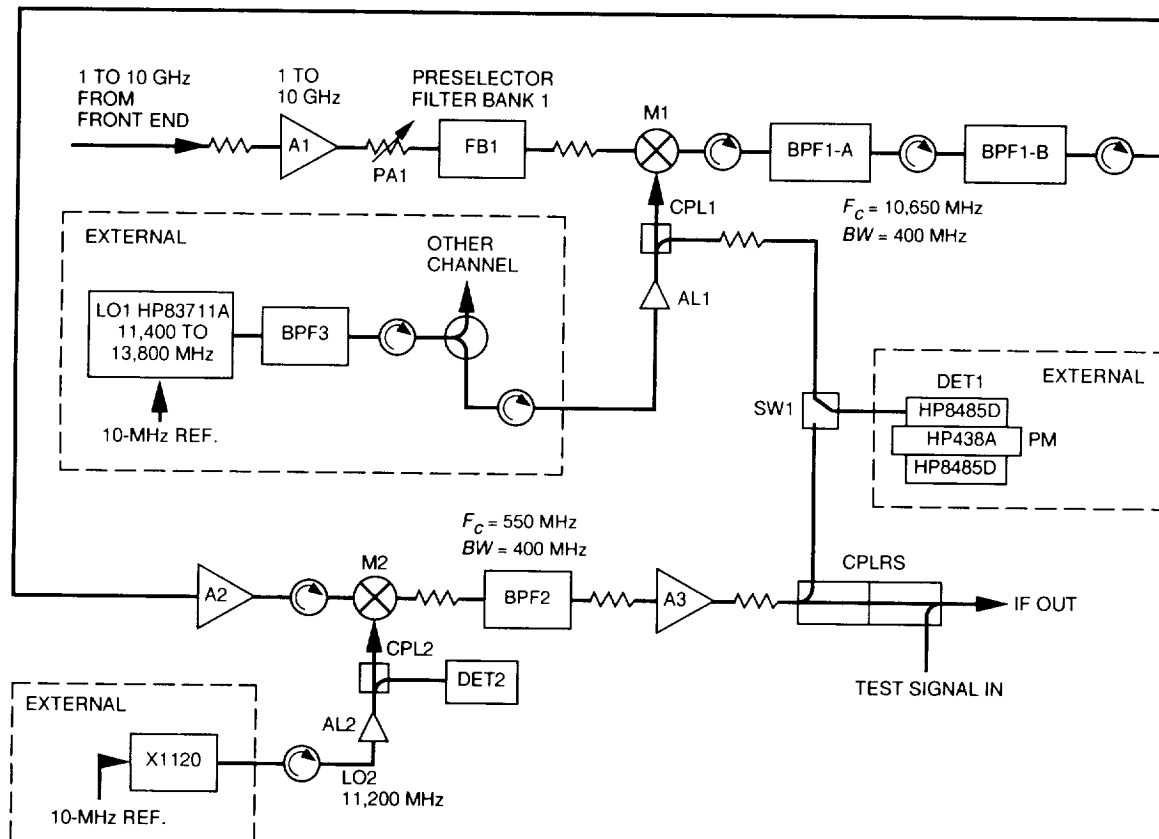 1 TO 10 GHz
FROM
FRONT END
1 TO
10 GHz
A1
PRESELECTOR
FILTER BANK 1
PA1
FB1
M1
BPF1-A
BPF1-B
F_C = 10,650 MHz
BW = 400 MHz
CPL1
AL1
EXTERNAL
OTHER
CHANNEL
LO1 HP83711A
11,400 TO
13,800 MHz
BPF3
10-MHz REF.
SW1
DET1
EXTERNAL
HP8485D
HP438A
PM
HP8485D
F_C = 550 MHz
BW = 400 MHz
A2
M2
BPF2
A3
CPLRS
IF OUT
TEST SIGNAL IN
CPL2
DET2
AL2
EXTERNAL
X1120
10-MHz REF.
LO2
11,200 MHz